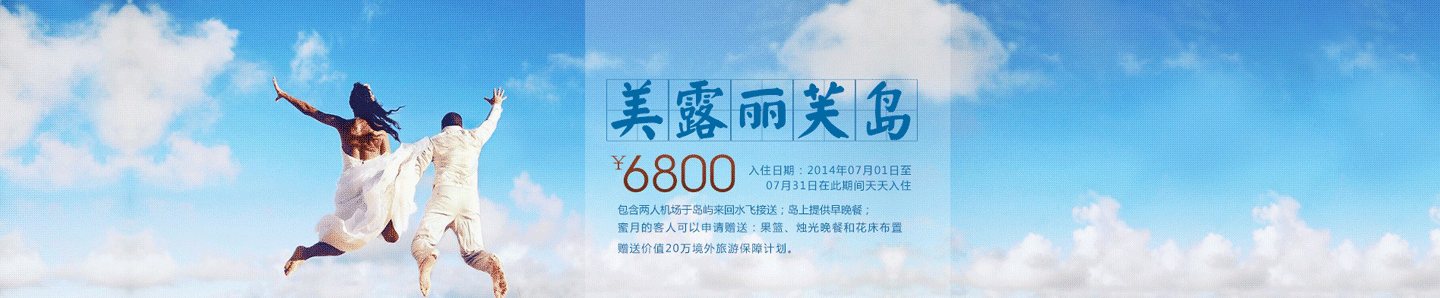 美露丽芙岛
¥6800
入住日期：2014年07月01日至
07月31日在此期间天天入住
包含两人机场于岛屿来回水飞接送；岛上提供早晚餐；
蜜月的客人可以申请赠送：果篮、烛光晚餐和花床布置
赠送价值20万境外旅游保障计划。